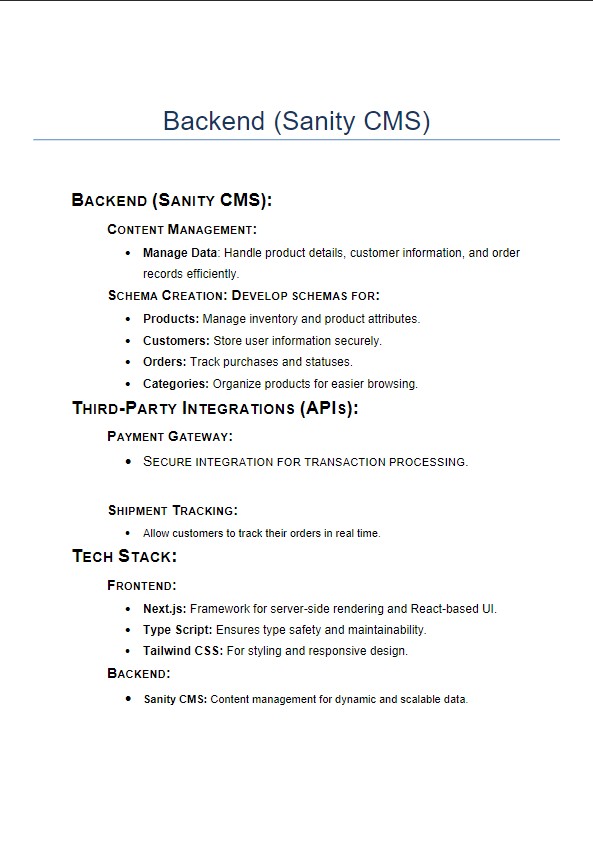 Backend (Sanity CMS)
BACKEND (SANITY CMS):
CONTENT MANAGEMENT:
• Manage Data: Handle product details, customer information, and order
records efficiently.
SCHEMA CREATION: DEVELOP SCHEMAS FOR:
• Products: Manage inventory and product attributes.
• Customers: Store user information securely.
• Orders: Track purchases and statuses.
• Categories: Organize products for easier browsing.
THIRD-PARTY INTEGRATIONS (APIS):
PAYMENT GATEWAY:
• SECURE INTEGRATION FOR TRANSACTION PROCESSING.
SHIPMENT TRACKING:
• Allow customers to track their orders in real time.
TECH STACK:
FRONTEND:
• Next.js: Framework for server-side rendering and React-based UI.
• Type Script: Ensures type safety and maintainability.
• Tailwind CSS: For styling and responsive design.
BACKEND:
• Sanity CMS: Content management for dynamic and scalable data.